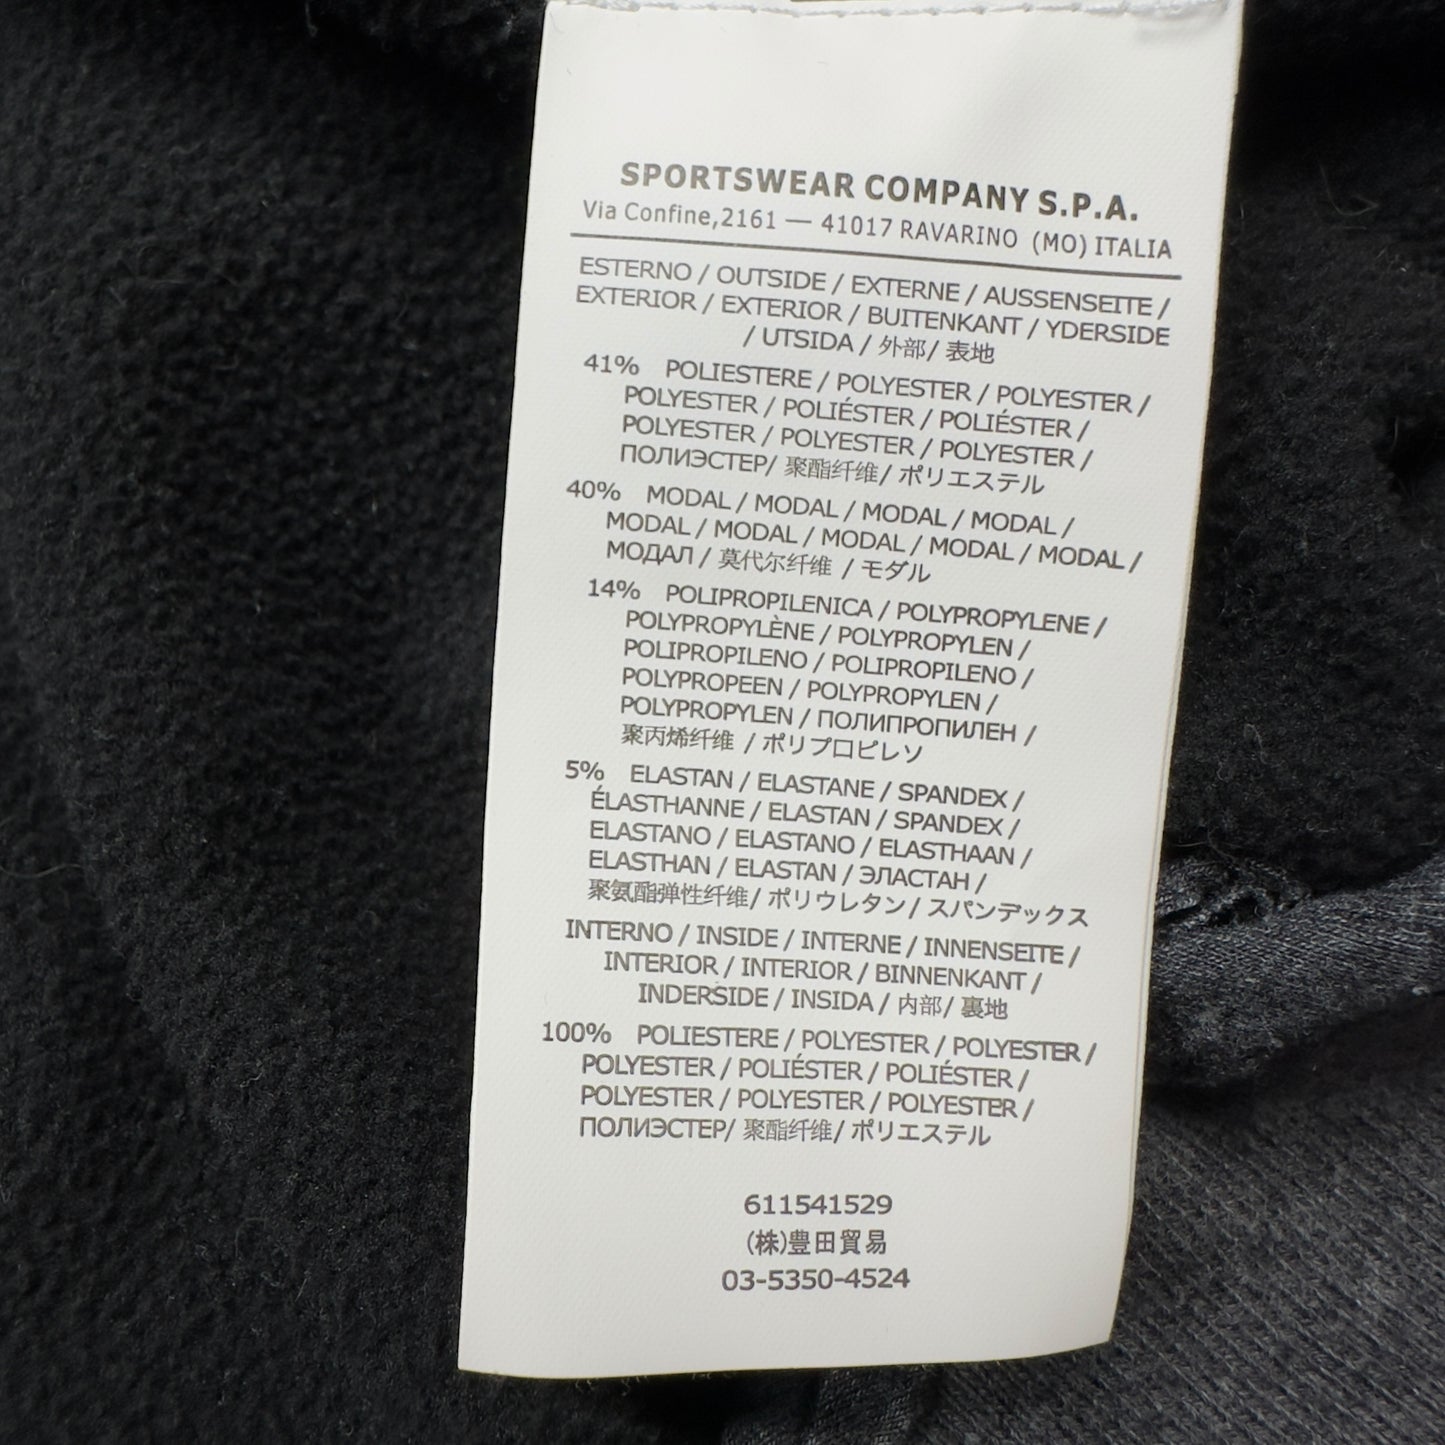 SPORTSWEAR COMPANY S.P.A.
Via Confine,2161 — 41017 RAVARINO (MO) ITALIA
ESTERNO / OUTSIDE / EXTERNE / AUSSENSEITE /
EXTERIOR / EXTERIOR / BUITENKANT / YDERSIDE
/ UTSIDA / 外部/ 表地
41% POLIESTERE / POLYESTER / POLYESTER /
POLYESTER / POLIÉSTER / POLIÉSTER /
POLYESTER / POLYESTER / POLYESTER /
ПОЛИЭСТЕР/ 聚酯纤维/ ポリエステル
40% MODAL / MODAL / MODAL / MODAL /
MODAL / MODAL / MODAL / MODAL / MODAL /
МОДАЛ / 莫代尔纤维 / モダル
14% POLIPROPILENICA / POLYPROPYLENE /
POLYPROPYLÈNE / POLYPROPYLEN /
POLIPROPILENO / POLIPROPILENO /
POLYPROPEEN / POLYPROPYLEN /
POLYPROPYLEN / ПОЛИПРОПИЛЕН /
聚丙烯纤维 / ポリプロピレソ
5% ELASTAN / ELASTANE / SPANDEX /
ÉLASTHANNE / ELASTAN / SPANDEX /
ELASTANO / ELASTANO / ELASTHAAN /
ELASTHAN / ELASTAN / ЭЛАСТАН /
聚氨酯弹性纤维/ ポリウレタン/ スパンデックス
INTERNO / INSIDE / INTERNE / INNENSEITE /
INTERIOR / INTERIOR / BINNENKANT /
INDERSIDE / INSIDA / 内部/ 裏地
100% POLIESTERE / POLYESTER / POLYESTER /
POLYESTER / POLIÉSTER / POLIÉSTER /
POLYESTER / POLYESTER / POLYESTER /
ПОЛИЭСТЕР/ 聚酯纤维/ ポリエステル
611541529
(株)豊田貿易
03-5350-4524